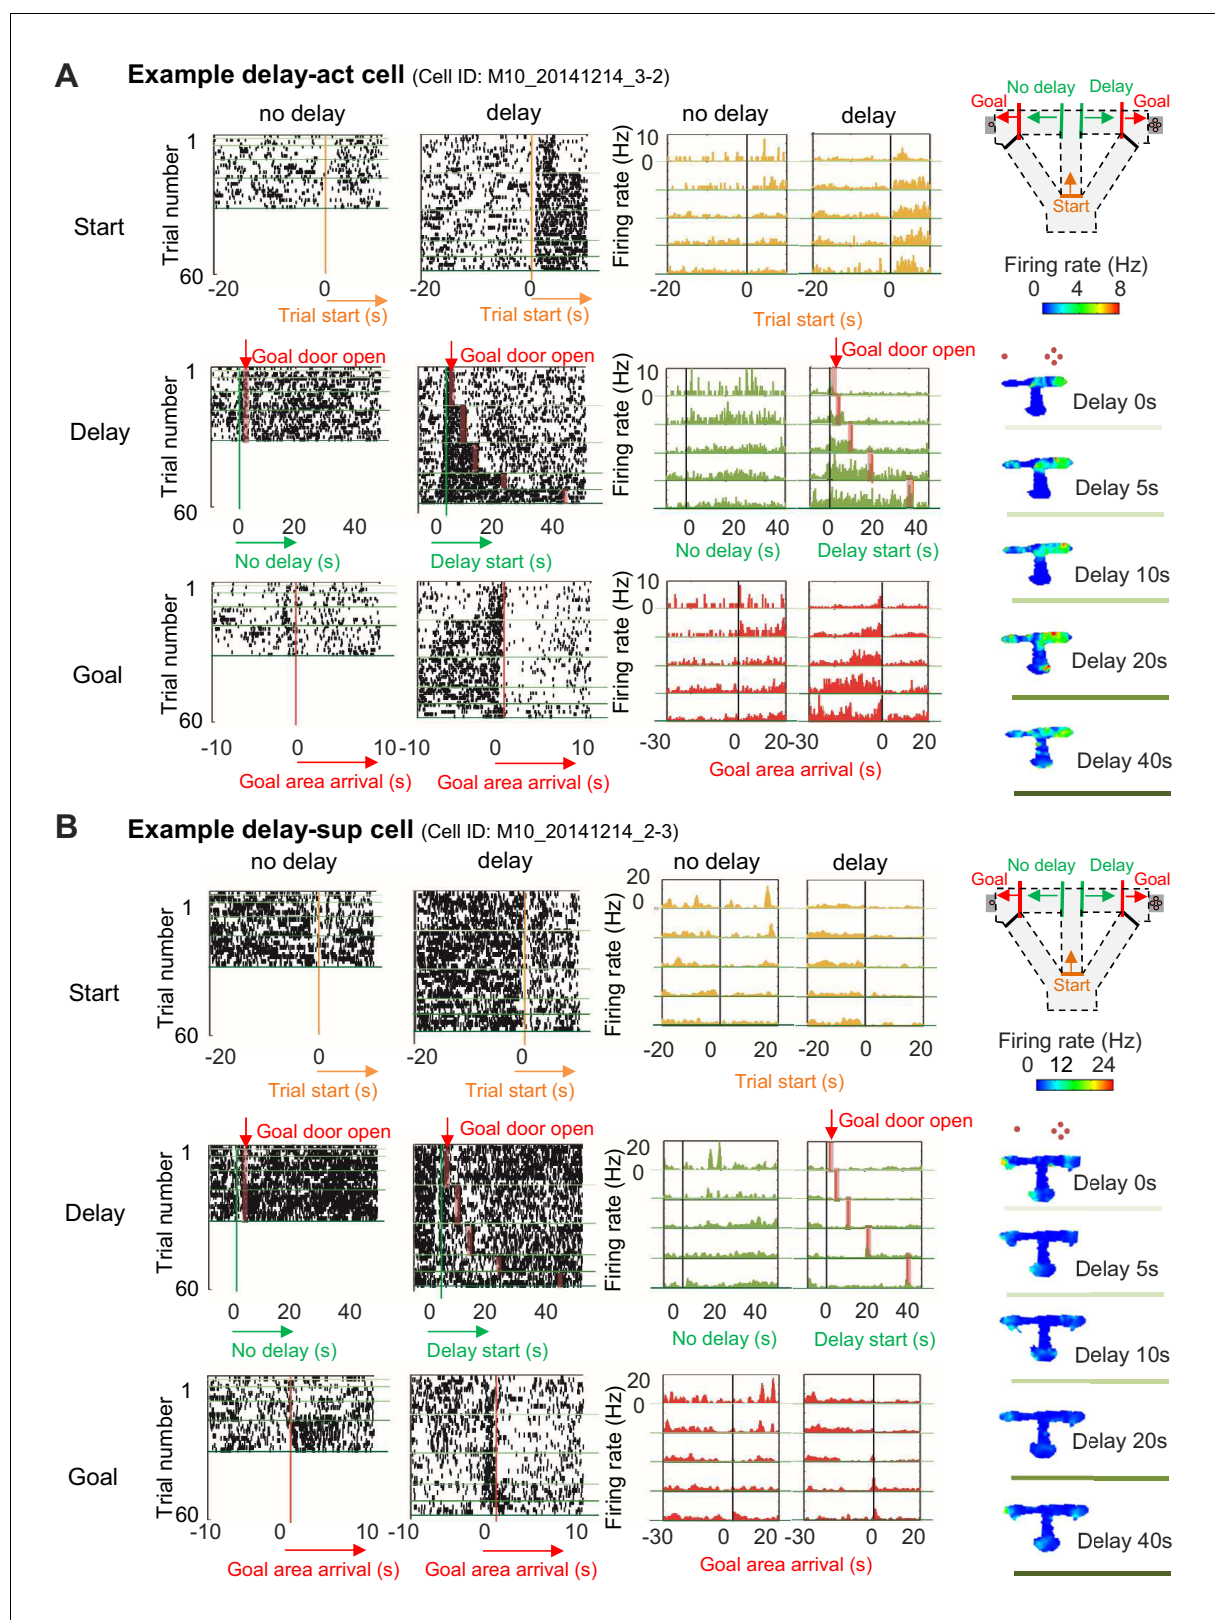 A Example delay-act cell (Cell ID: M10_20141214_3-2)
no delay delay no delay delay
Goal No delay Delay Goal
Start
Start
Trial number
1
60
-20 0 -20 0
Trial start (s) Trial start (s)
Firing rate (Hz)
10
0
-20 0 -20 0 20
Trial start (s)
Firing rate (Hz)
0 8
Delay
Goal door open Goal door open Goal door open
Trial number
1
60
0 20 40 0 20 40
No delay (s) Delay start (s)
Firing rate (Hz)
10
0
0 20 40 0 20 40
No delay (s) Delay start (s)
Delay 0s
Delay 5s
Delay 10s
Delay 20s
Delay 40s
Goal
Trial number
1
60
-10 0 10 -10 0 10
Goal area arrival (s) Goal area arrival (s)
Firing rate (Hz)
10
0
-30 0 20 -30 0 20
Goal area arrival (s)
B Example delay-sup cell (Cell ID: M10_20141214_2-3)
no delay delay no delay delay
Goal No delay Delay Goal
Start
Start
Trial number
1
60
-20 0 -20 0
Trial start (s) Trial start (s)
Firing rate (Hz)
20
0
-20 0 20 -20 0 20
Trial start (s)
Firing rate (Hz)
0 12 24
Delay
Goal door open Goal door open Goal door open
Trial number
1
60
0 20 40 0 20 40
No delay (s) Delay start (s)
Firing rate (Hz)
20
0
0 20 40 0 20 40
No delay (s) Delay start (s)
Delay 0s
Delay 5s
Delay 10s
Delay 20s
Delay 40s
Goal
Trial number
1
60
-10 0 10 -10 0 10
Goal area arrival (s) Goal area arrival (s)
Firing rate (Hz)
20
0
-30 0 20 -30 0 20
Goal area arrival (s)